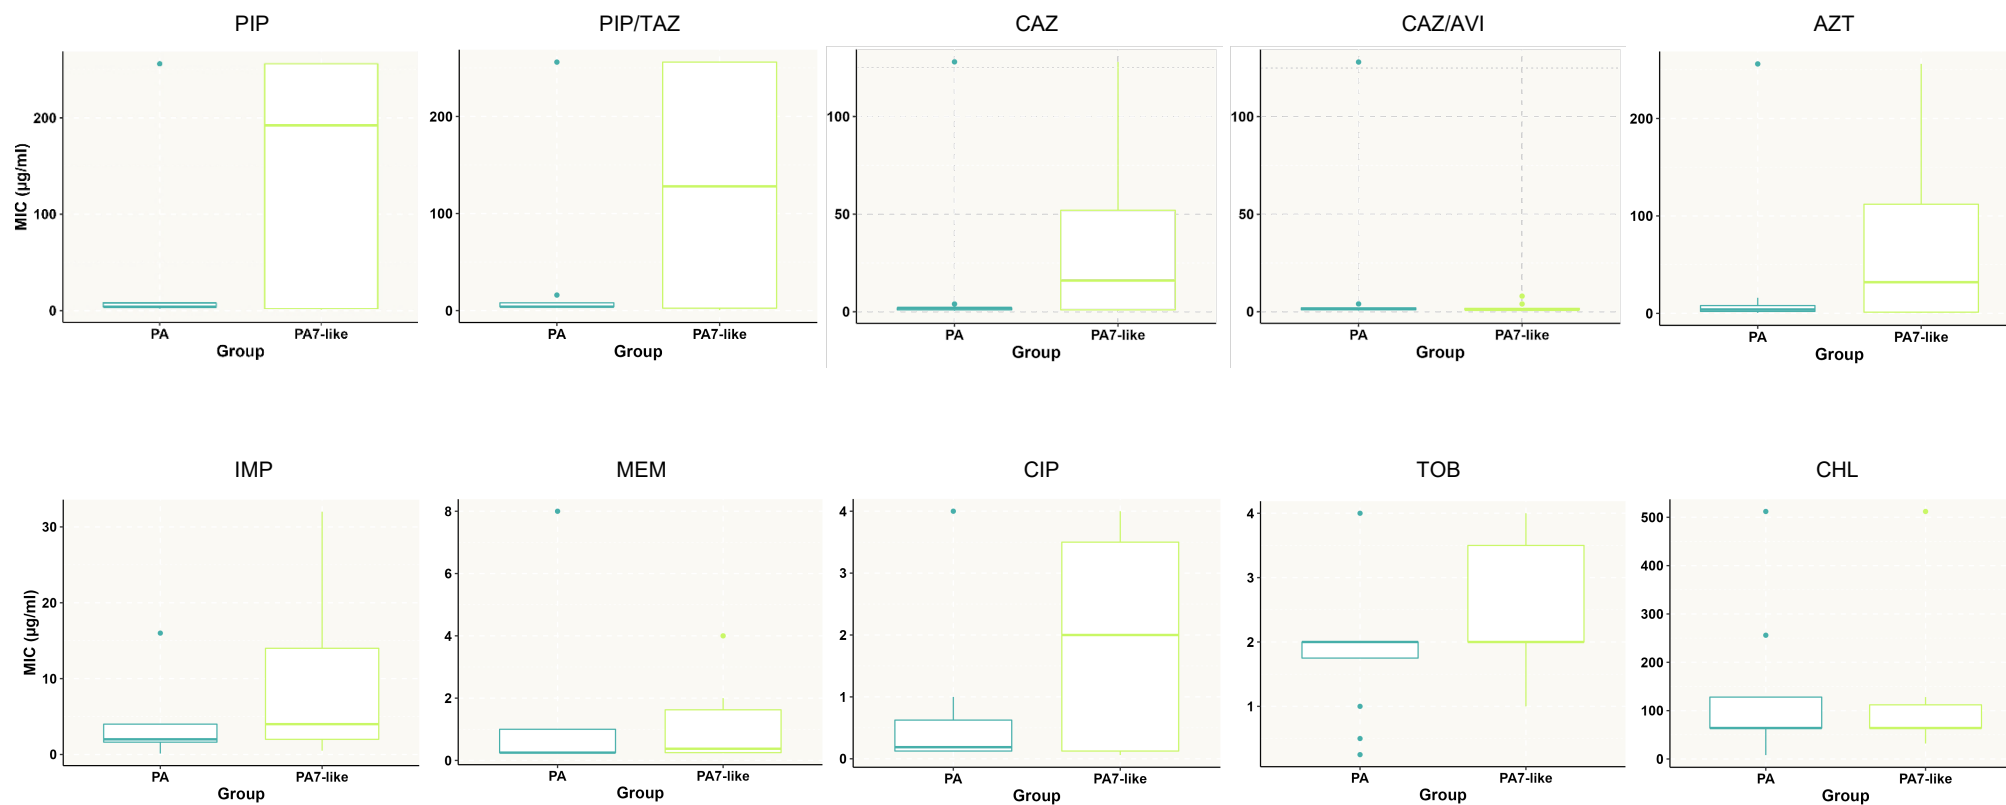 PIP
PIP/TAZ
CAZ
CAZ/AVI
AZT
MIC (µg/ml)
200
100
0
PA
PA7-like
Group
200
100
0
PA
PA7-like
Group
100
50
0
PA
PA7-like
Group
100
50
0
PA
PA7-like
Group
200
100
0
PA
PA7-like
Group
IMP
MEM
CIP
TOB
CHL
MIC (µg/ml)
30
20
10
0
PA
PA7-like
Group
8
6
4
2
0
PA
PA7-like
Group
4
3
2
1
0
PA
PA7-like
Group
4
3
2
1
PA
PA7-like
Group
500
400
300
200
100
0
PA
PA7-like
Group